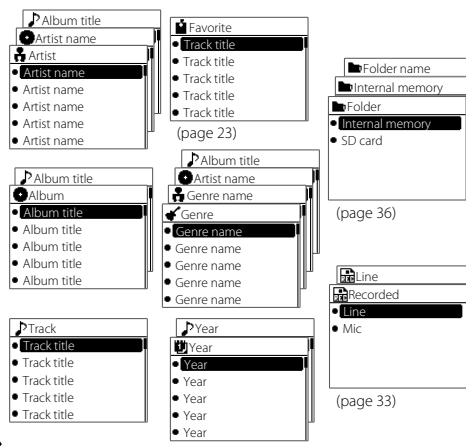 Album title
Artist name
Artist
Artist name
Artist name
Artist name
Artist name
Artist name
Favorite
Track title
Track title
Track title
Track title
Track title
(page 23)
Folder name
Internal memory
Folder
Internal memory
SD card
(page 36)
Album title
Album
Album title
Album title
Album title
Album title
Album title
Album title
Artist name
Genre name
Genre
Genre name
Genre name
Genre name
Genre name
Genre name
Line
Recorded
Line
Mic
(page 33)
Track
Track title
Track title
Track title
Track title
Track title
Year
Year
Year
Year
Year
Year
Year